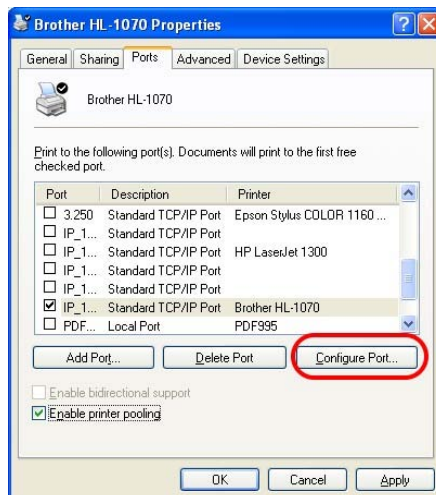 Brother HL-1070 Properties
General Sharing Ports Advanced Device Settings
Brother HL-1070
Print to the following port(s). Documents will print to the first free
checked port.
Port Description Printer
3.250 Standard TCP/IP Port Epson Stylus COLOR 1160 ...
IP_1... Standard TCP/IP Port
IP_1... Standard TCP/IP Port HP LaserJet 1300
IP_1... Standard TCP/IP Port
IP_1... Standard TCP/IP Port
IP_1... Standard TCP/IP Port Brother HL-1070
PDF... Local Port PDF995
Add Port... Delete Port Configure Port...
Enable bidirectional support
Enable printer pooling
OK Cancel Apply